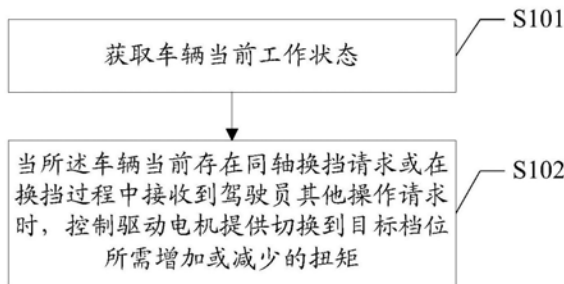 获取车辆当前工作状态
S101
当所述车辆当前存在同轴换挡请求或在
换挡过程中接收到驾驶员其他操作请求
时，控制驱动电机提供切换到目标档位
所需增加或减少的扭矩
S102